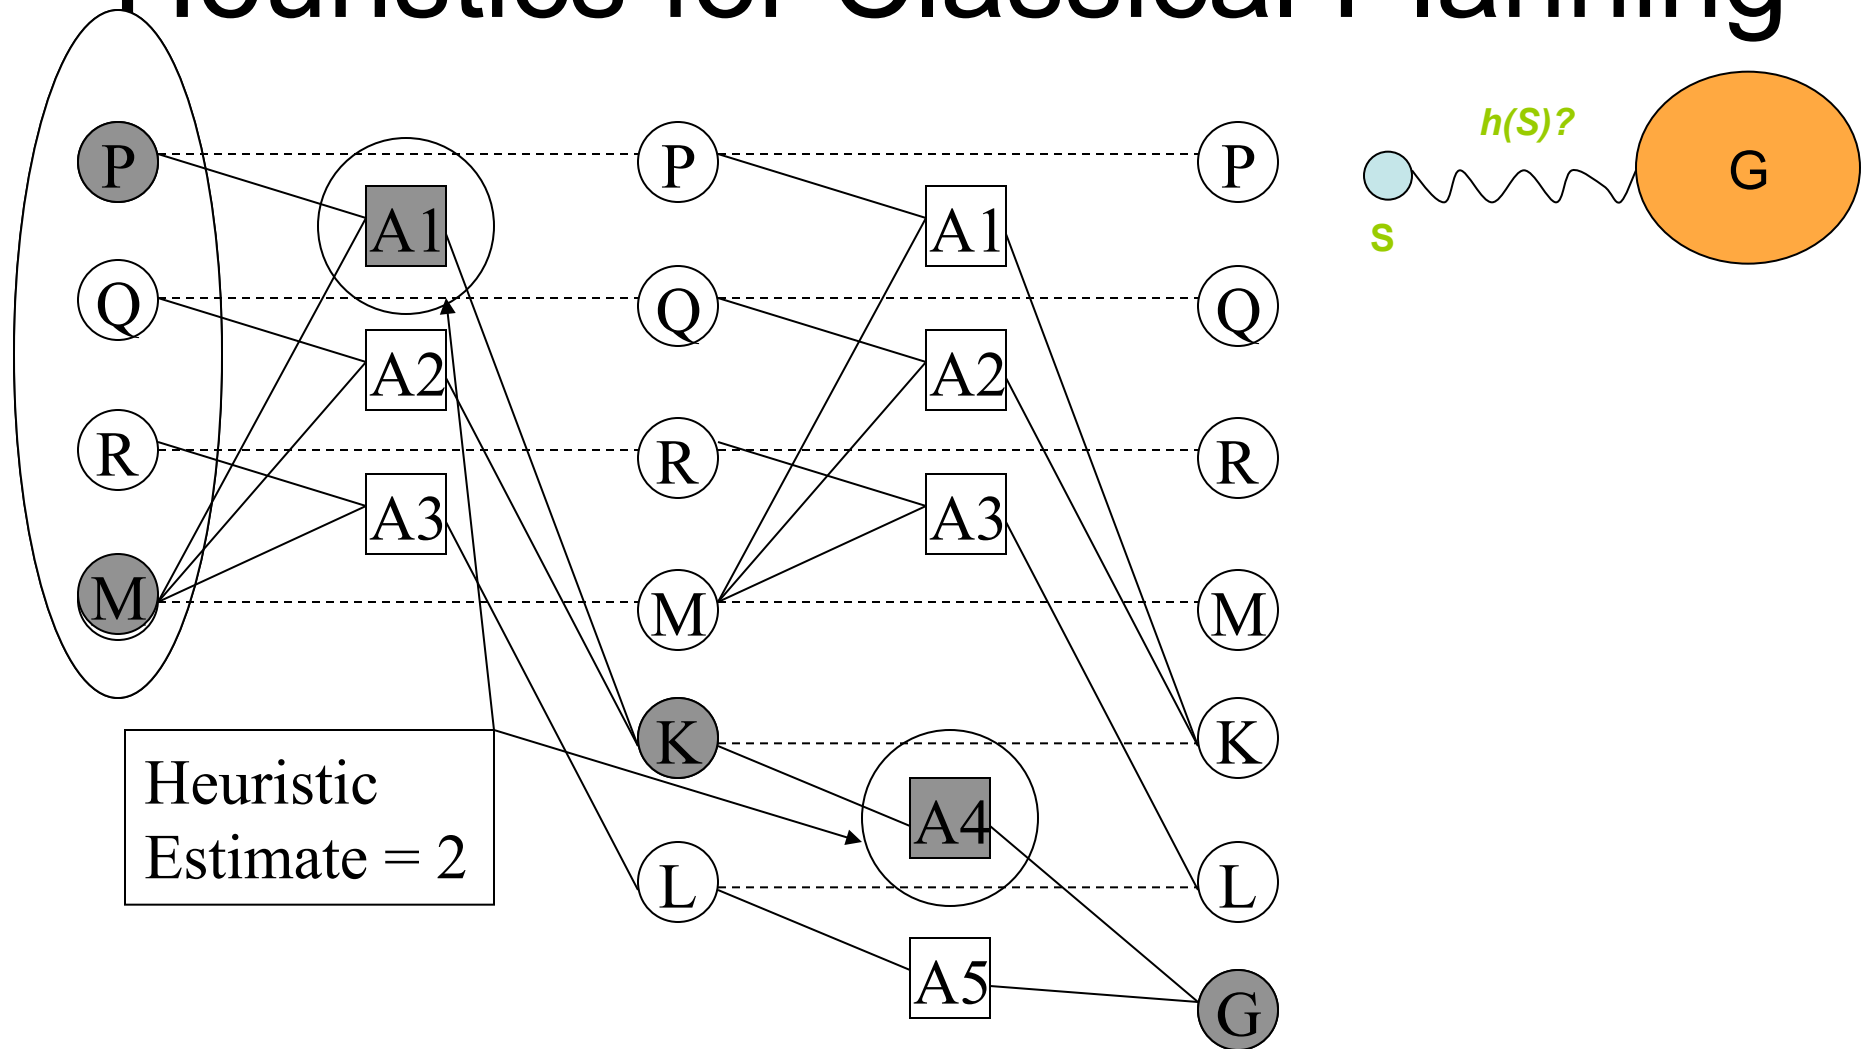 Heuristics for Classical Planning
h(S)?
S
G
P
A1
P
A1
P
Q
A2
Q
A2
Q
R
A3
R
A3
R
M
M
M
K
K
Heuristic
Estimate = 2
A4
L
L
A5
G